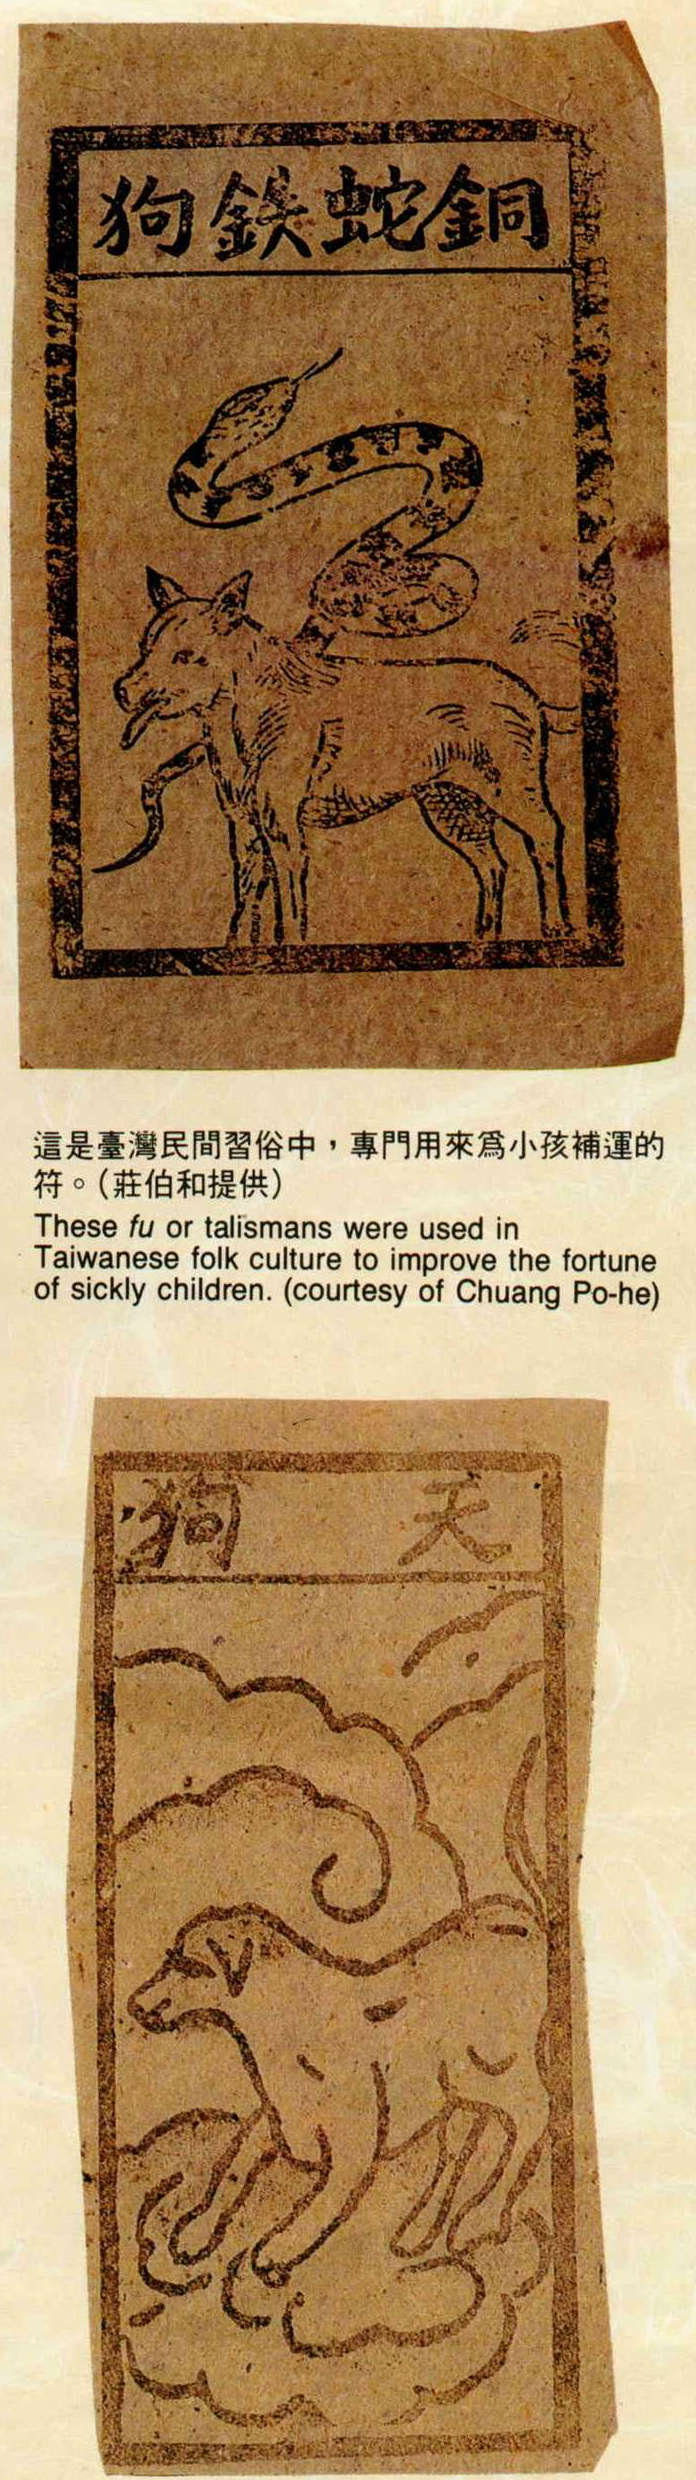 銅蛇鉄狗
這是臺灣民間習俗中，專門用來爲小孩補運的
符。（莊伯和提供）
These fu or talismans were used in
Taiwanese folk culture to improve the fortune
of sickly children. (courtesy of Chuang Po-he)
天狗